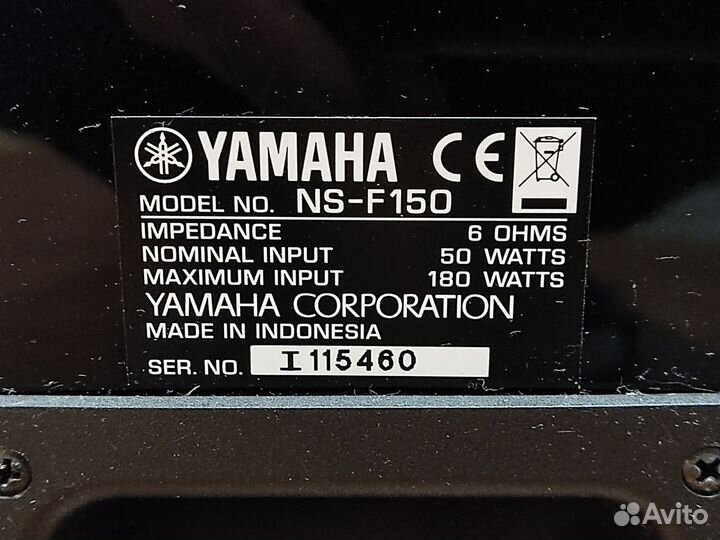 YAMAHA CE
MODEL NO. NS-F150
IMPEDANCE 6 OHMS
NOMINAL INPUT 50 WATTS
MAXIMUM INPUT 180 WATTS
YAMAHA CORPORATION
MADE IN INDONESIA
SER. NO. I115460
Avito